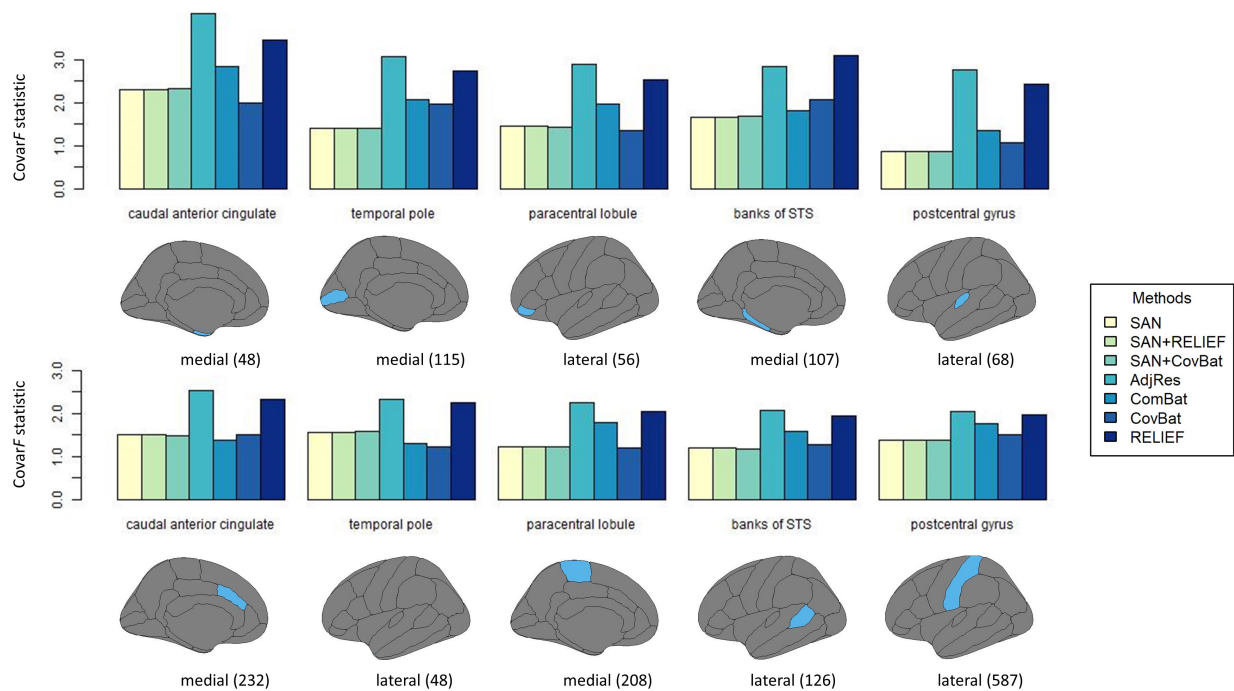 CovarF statistic
3.0
2.0
1.0
0.0
caudal anterior cingulate
temporal pole
paracentral lobule
banks of STS
postcentral gyrus
medial (48)
medial (115)
lateral (56)
medial (107)
lateral (68)
CovarF statistic
3.0
2.0
1.0
0.0
caudal anterior cingulate
temporal pole
paracentral lobule
banks of STS
postcentral gyrus
medial (232)
lateral (48)
medial (208)
lateral (126)
lateral (587)
Methods
SAN
SAN+RELIEF
SAN+CovBat
AdjRes
ComBat
CovBat
RELIEF